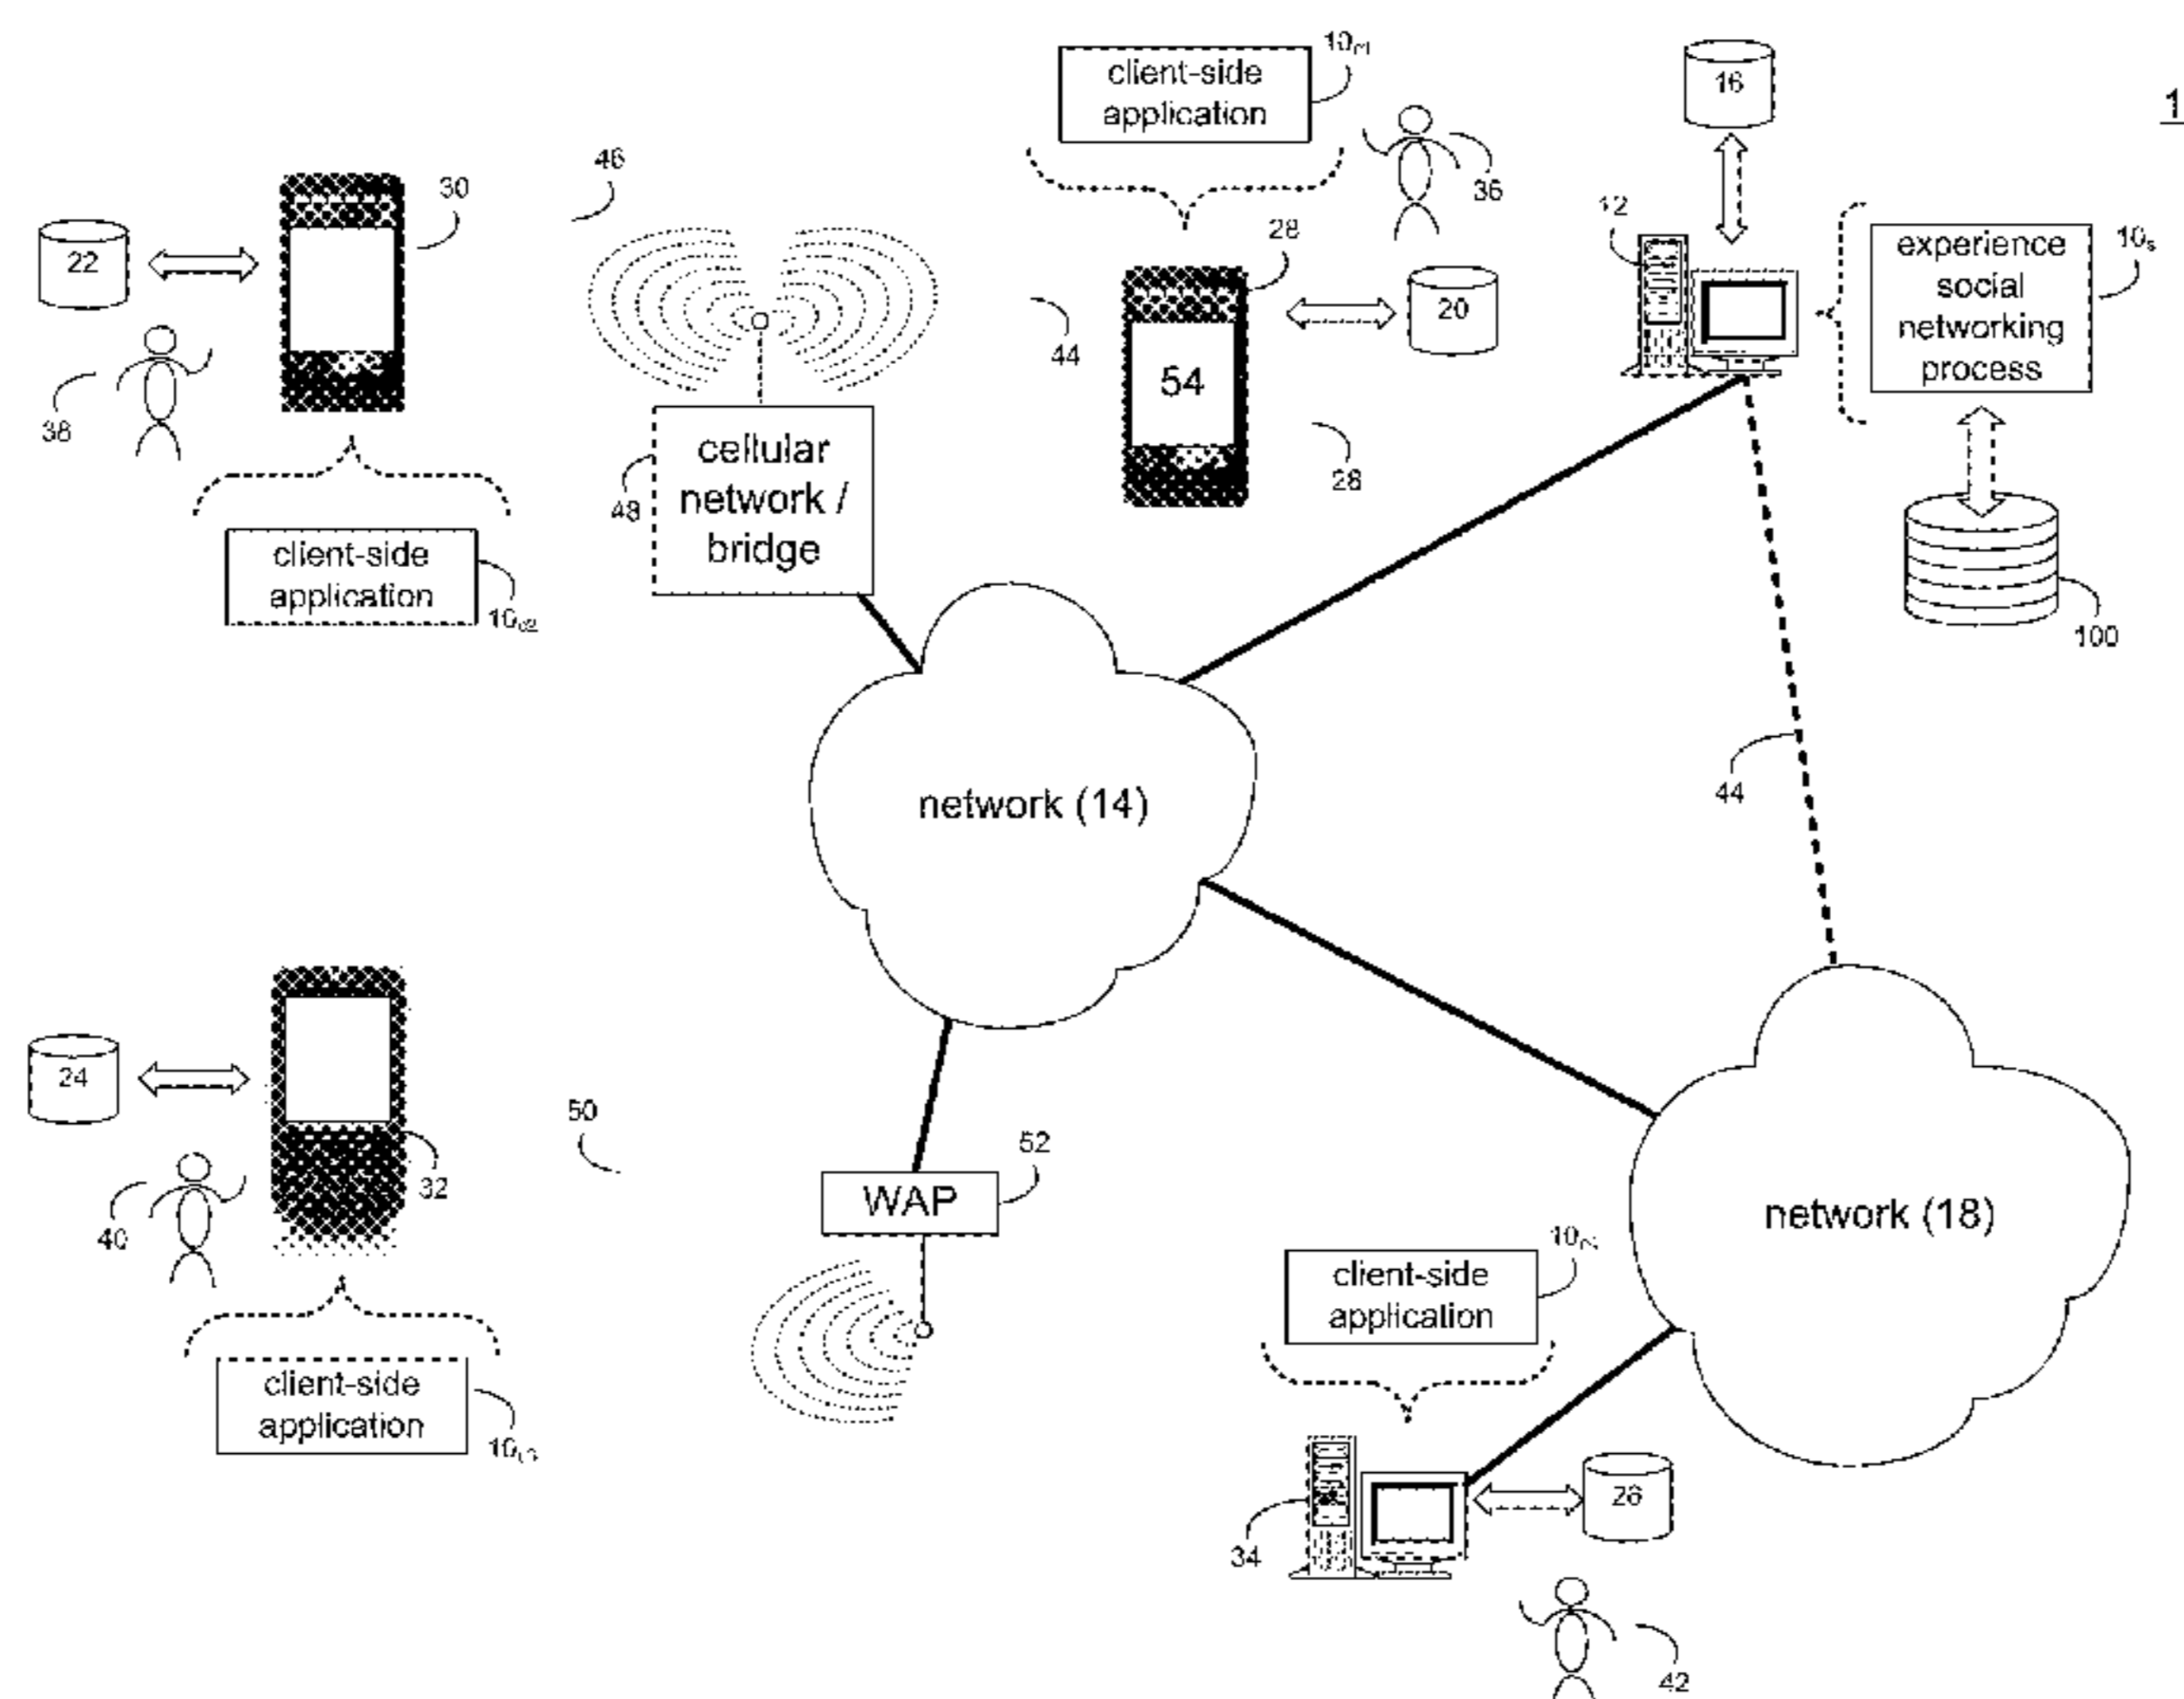 10c1
client-side
application
16
1
46
30
36
12
10s
experience
social
networking
process
22
28
20
44
54
38
cellular
network /
bridge
48
28
client-side
application
10c2
100
network (14)
44
24
50
52
32
WAP
40
network (18)
client-side
application
client-side
application
34
26
42